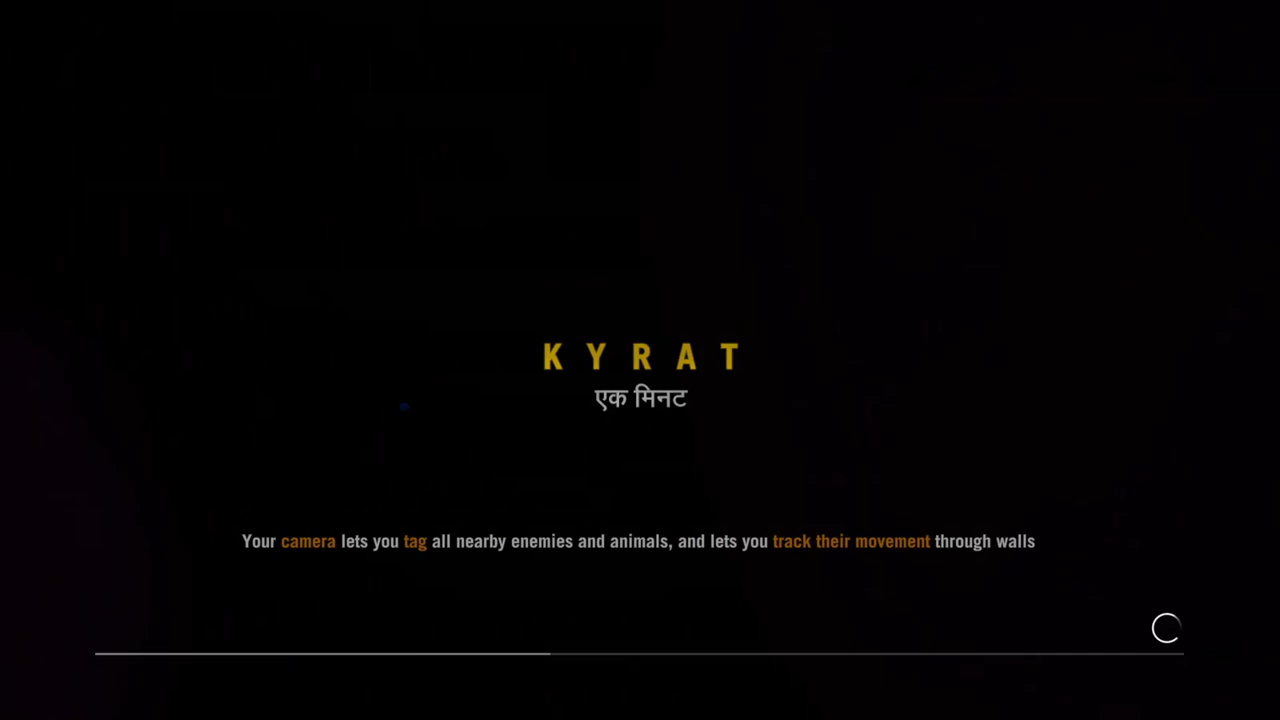 KYRAT
एक मिनट
Your camera lets you tag all nearby enemies and animals, and lets you track their movement through walls